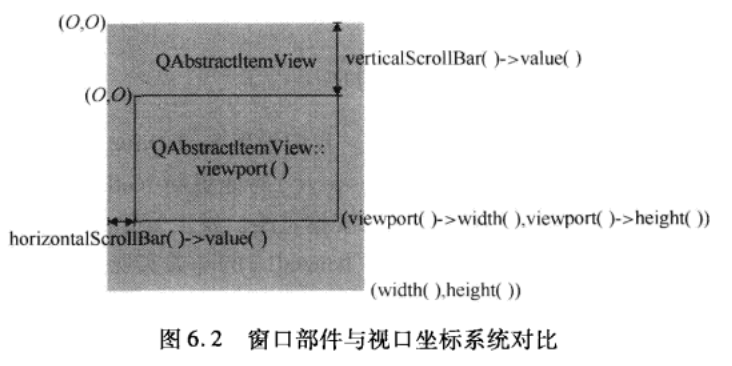 (O,O)
QAbstractItemView
verticalScrollBar( )->value( )
(O,O)
QAbstractItemView::
viewport( )
(viewport( )->width( ),viewport( )->height( ))
horizontalScrollBar( )->value( )
(width( ),height( ))
图 6.2 窗口部件与视口坐标系统对比